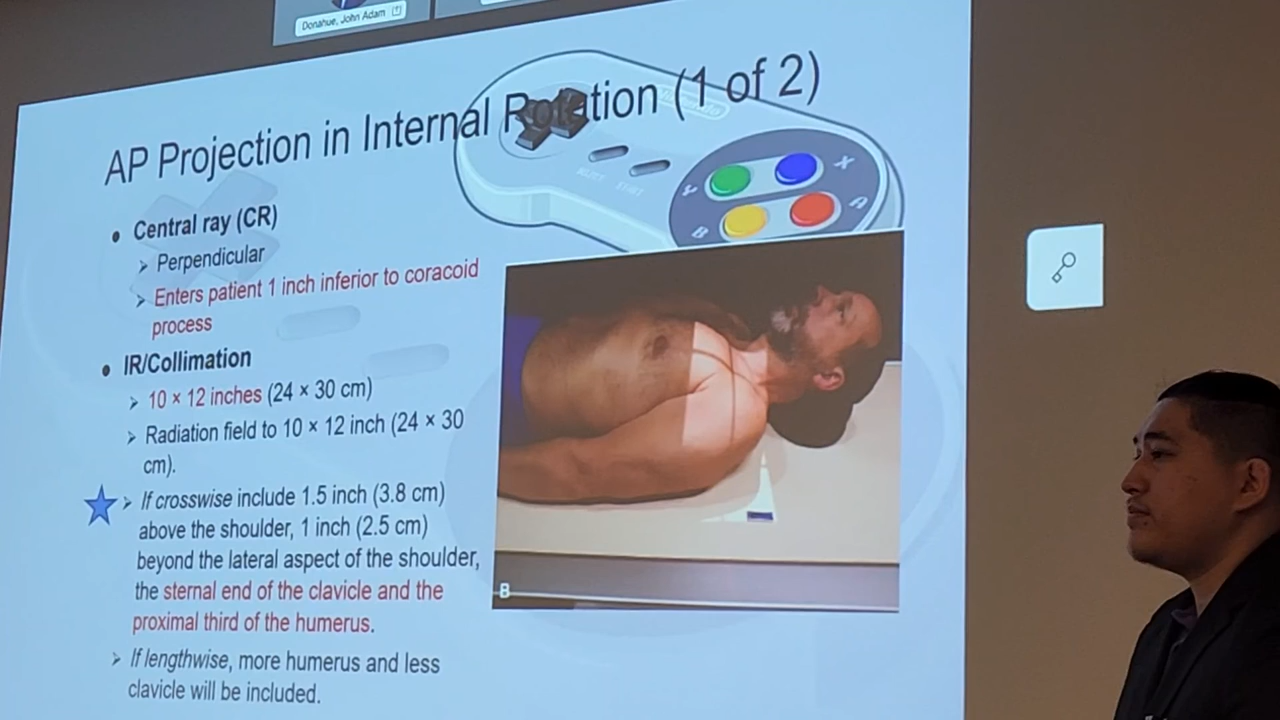 Donahue, John Adam
AP Projection in Internal Rotation (1 of 2)
Nintendo
Y
X
B
A
• Central ray (CR)
➢ Perpendicular
➢ Enters patient 1 inch inferior to coracoid
process
• IR/Collimation
➢ 10 × 12 inches (24 × 30 cm)
➢ Radiation field to 10 × 12 inch (24 × 30
cm).
➢ If crosswise include 1.5 inch (3.8 cm)
above the shoulder, 1 inch (2.5 cm)
beyond the lateral aspect of the shoulder,
the sternal end of the clavicle and the
proximal third of the humerus.
➢ If lengthwise, more humerus and less
clavicle will be included.
B